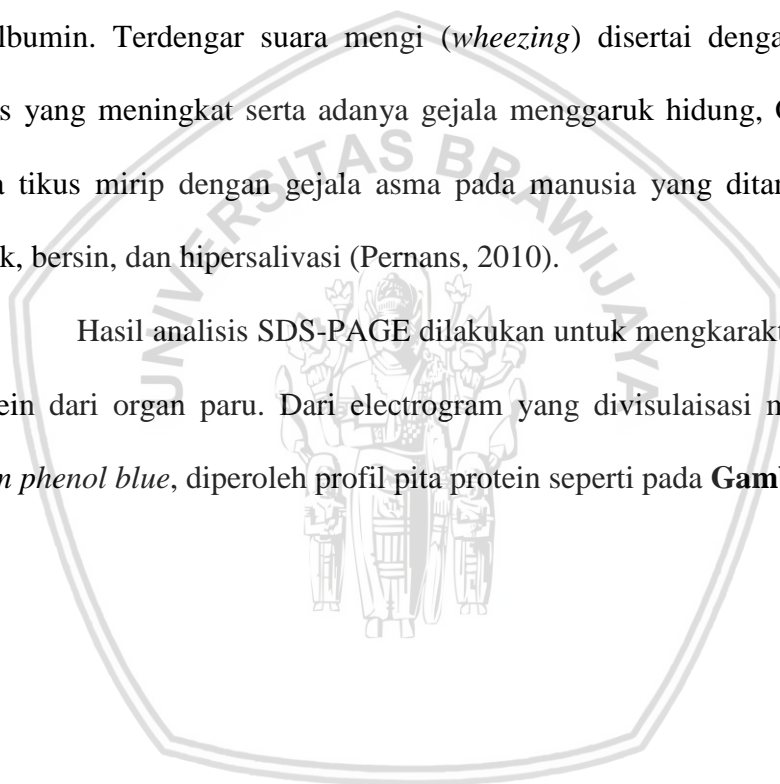 lbumin. Terdengar suara mengi (wheezing) disertai denga
s yang meningkat serta adanya gejala menggaruk hidung,
a tikus mirip dengan gejala asma pada manusia yang ditar
k, bersin, dan hipersalivasi (Pernans, 2010).
Hasil analisis SDS-PAGE dilakukan untuk mengkarakt
ein dari organ paru. Dari electrogram yang divisulaisasi m
n phenol blue, diperoleh profil pita protein seperti pada Gamb
UNIVERSITAS BRAWIJAYA